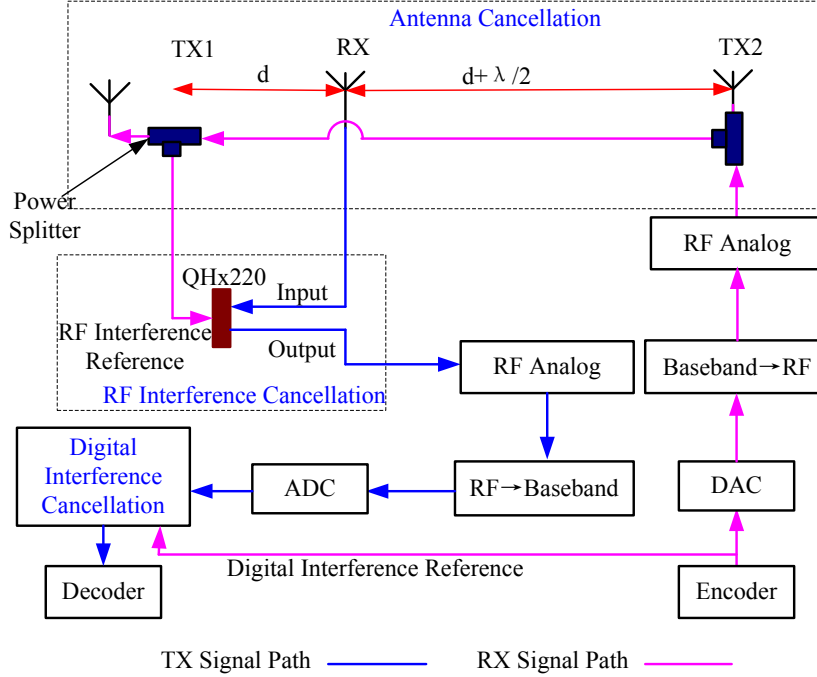 Antenna Cancellation
TX1
RX
TX2
d
d+ λ /2
Power
Splitter
RF Analog
QHx220
Input
RF Interference
Reference
Output
RF Interference Cancellation
RF Analog
Baseband→RF
Digital
Interference
Cancellation
ADC
RF→Baseband
DAC
Digital Interference Reference
Decoder
Encoder
TX Signal Path
RX Signal Path